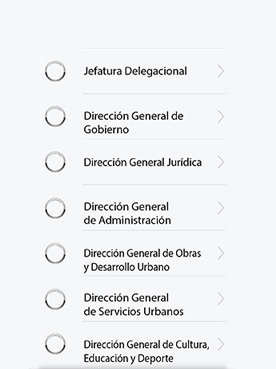 Jefatura Delegacional
Dirección General de
Gobierno
Dirección General Jurídica
Dirección General
de Administración
Dirección General de Obras
y Desarrollo Urbano
Dirección General
de Servicios Urbanos
Dirección General de Cultura,
Educación y Deporte